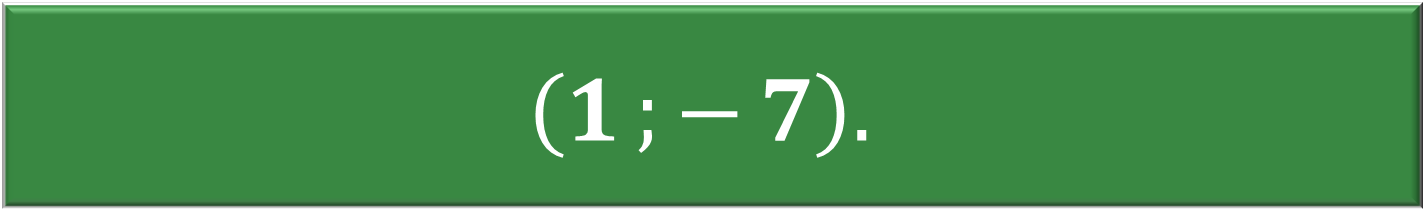 (1 ; − 7).